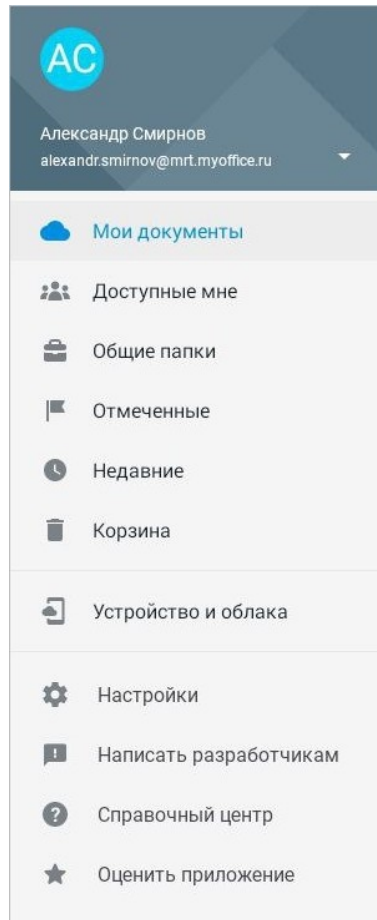 АС
Александр Смирнов
alexandr.smirnov@mrt.myoffice.ru
Мои документы
Доступные мне
Общие папки
Отмеченные
Недавние
Корзина
Устройство и облака
Настройки
Написать разработчикам
Справочный центр
Оценить приложение